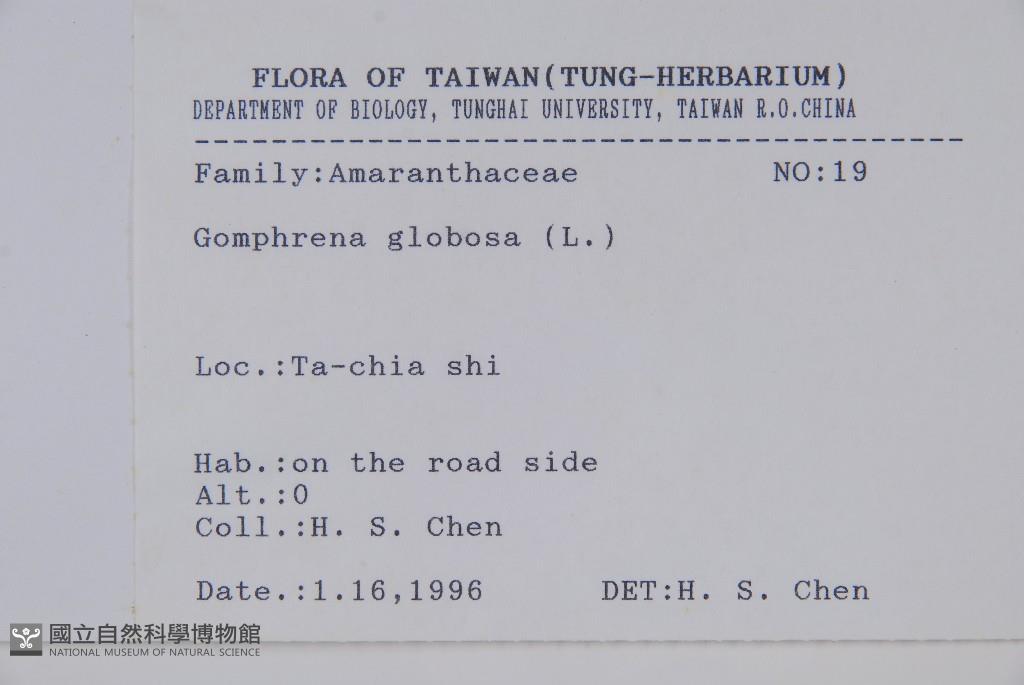 FLORA OF TAIWAN(TUNG-HERBARIUM)
DEPARTMENT OF BIOLOGY, TUNGHAI UNIVERSITY, TAIWAN R.O.CHINA
----------------------------------------
Family:Amaranthaceae NO:19
Gomphrena globosa (L.)
Loc.:Ta-chia shi
Hab.:on the road side
Alt.:0
Coll.:H. S. Chen
Date.:1.16,1996 DET:H. S. Chen
國立自然科學博物館
NATIONAL MUSEUM OF NATURAL SCIENCE